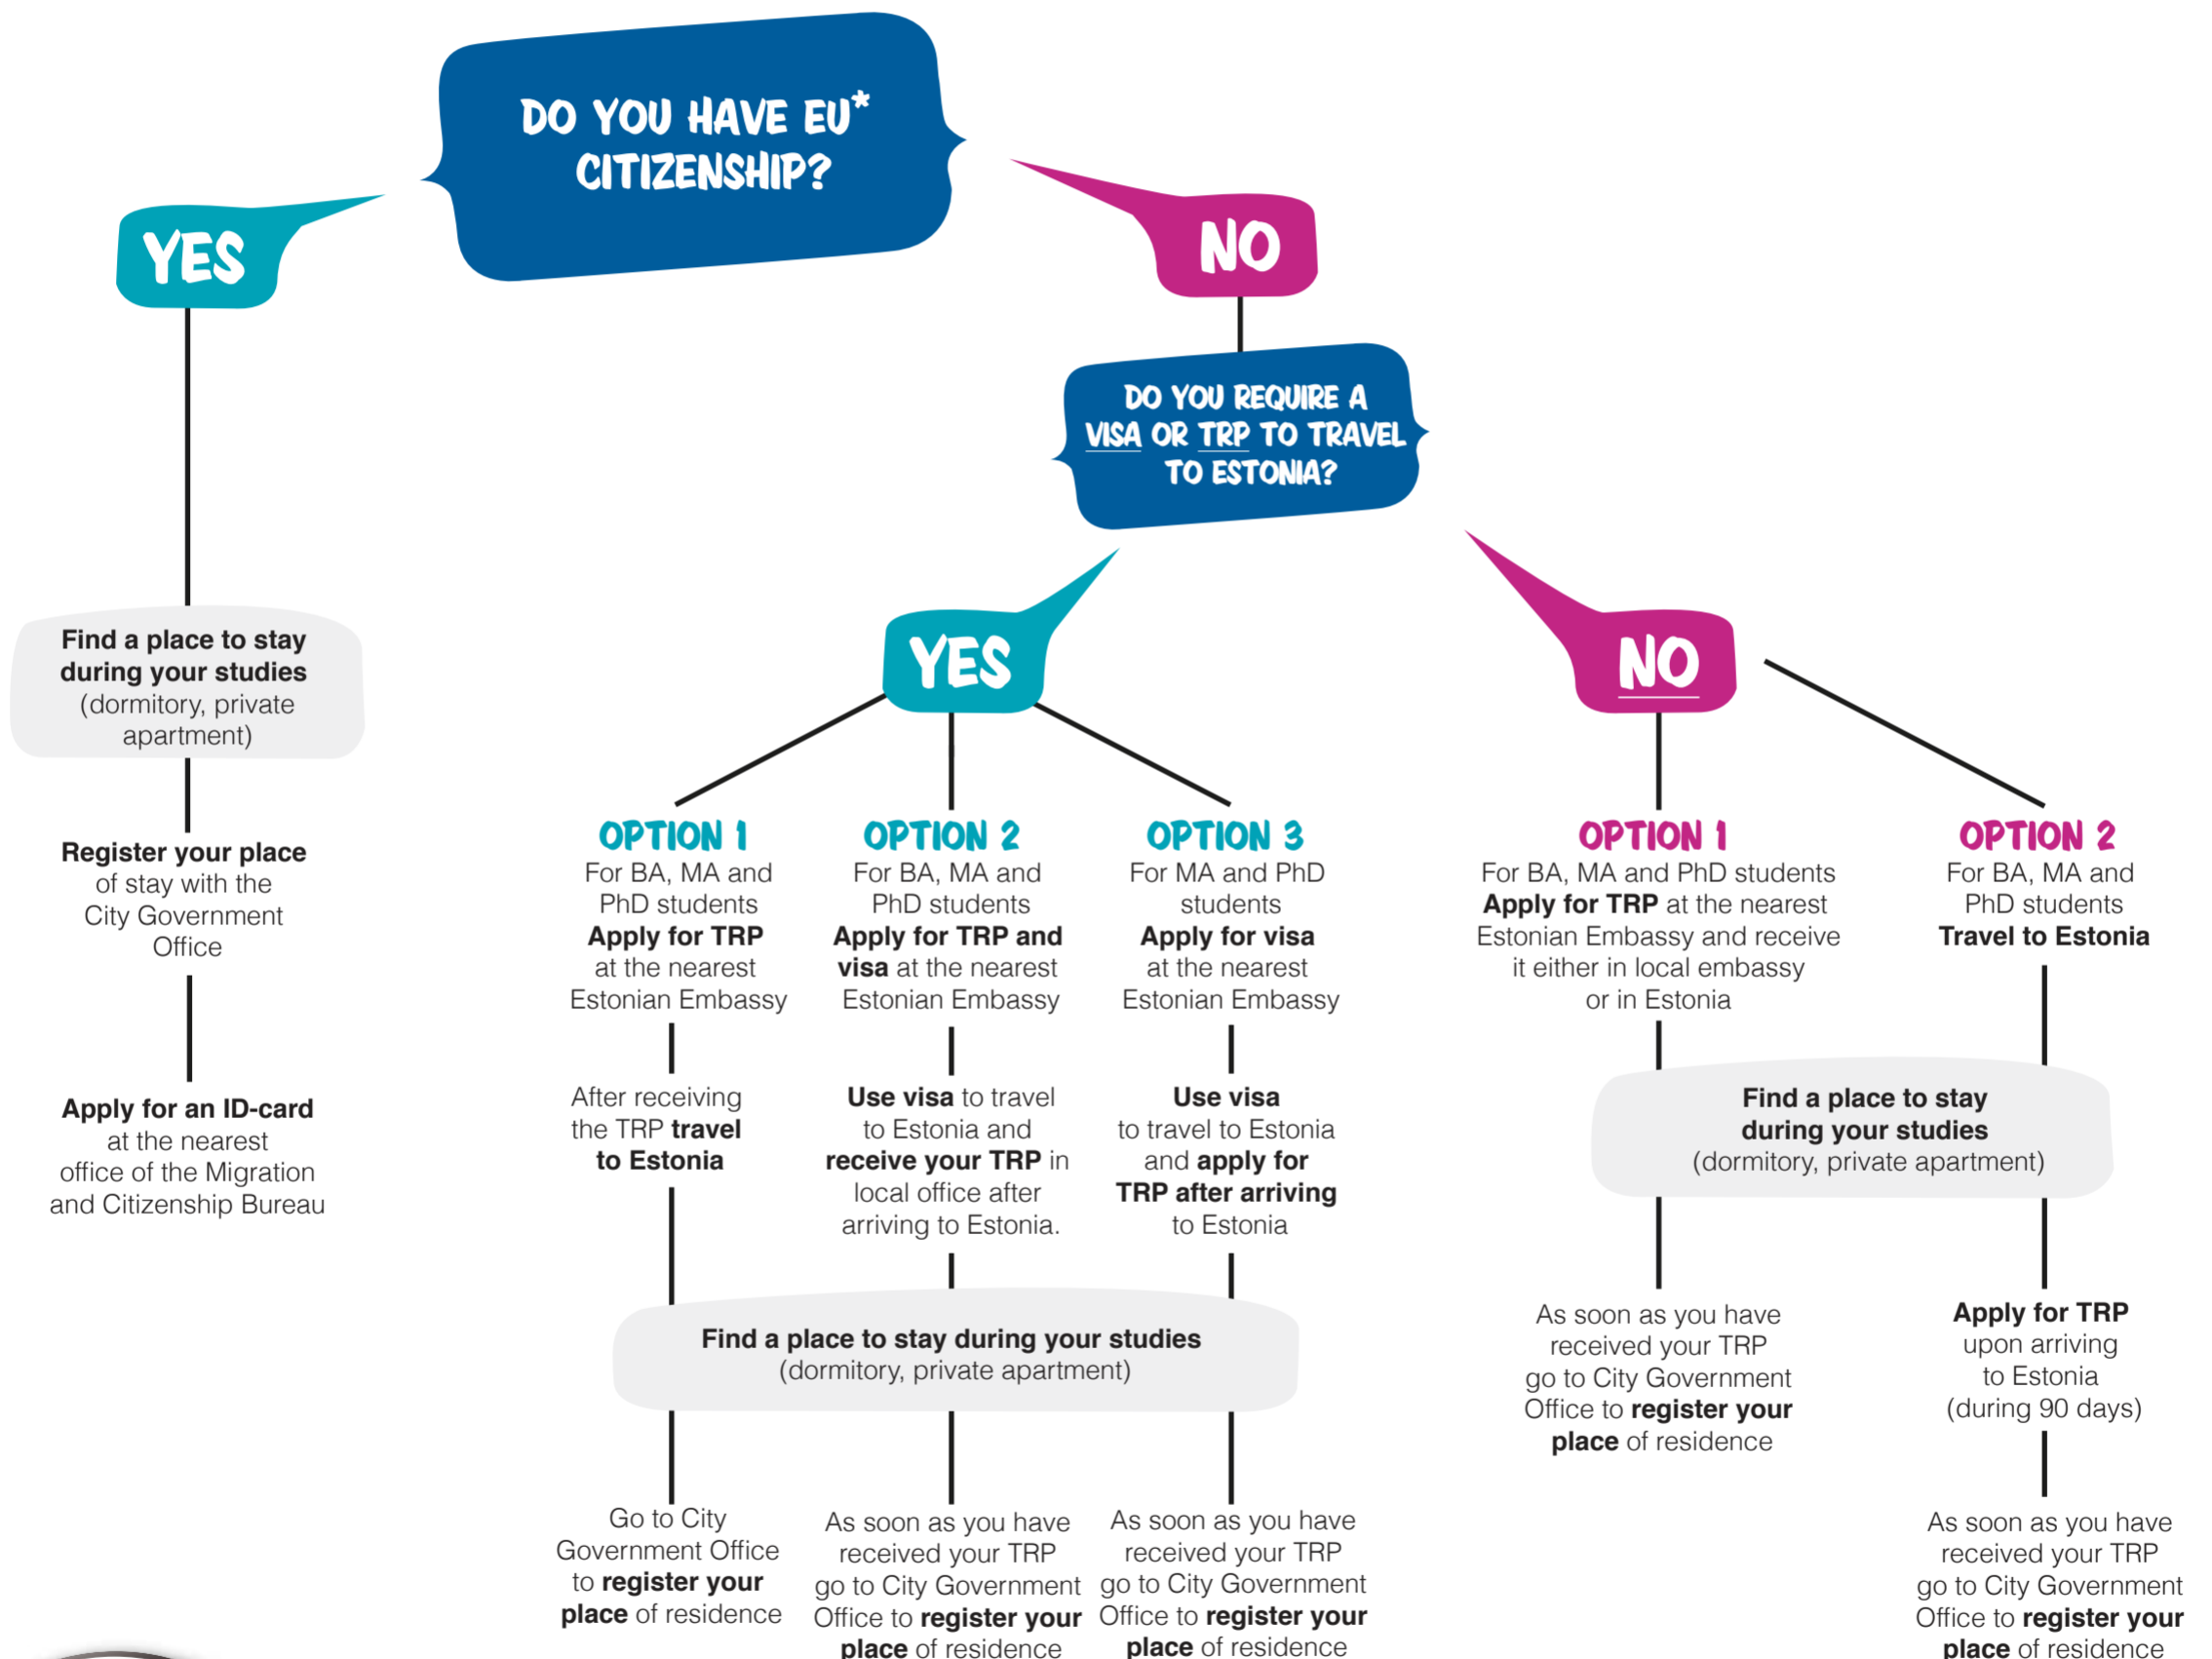 DO YOU HAVE EU*
CITIZENSHIP?
YES
NO
DO YOU REQUIRE A
VISA OR TRP TO TRAVEL
TO ESTONIA?
Find a place to stay
during your studies
(dormitory, private
apartment)
Register your place
of stay with the
City Government
Office
Apply for an ID-card
at the nearest
office of the Migration
and Citizenship Bureau
YES
OPTION 1
For BA, MA and
PhD students
Apply for TRP
at the nearest
Estonian Embassy
After receiving
the TRP travel
to Estonia
OPTION 2
For BA, MA and
PhD students
Apply for TRP and
visa at the nearest
Estonian Embassy
Use visa to travel
to Estonia and
receive your TRP in
local office after
arriving to Estonia.
OPTION 3
For MA and PhD
students
Apply for visa
at the nearest
Estonian Embassy
Use visa
to travel to Estonia
and apply for
TRP after arriving
to Estonia
Find a place to stay during your studies
(dormitory, private apartment)
Go to City
Government Office
to register your
place of residence
As soon as you have
received your TRP
go to City Government
Office to register your
place of residence
As soon as you have
received your TRP
go to City Government
Office to register your
place of residence
NO
OPTION 1
For BA, MA and PhD students
Apply for TRP at the nearest
Estonian Embassy and receive
it either in local embassy
or in Estonia
OPTION 2
For BA, MA and
PhD students
Travel to Estonia
Find a place to stay
during your studies
(dormitory, private apartment)
As soon as you have
received your TRP
go to City Government
Office to register your
place of residence
Apply for TRP
upon arriving
to Estonia
(during 90 days)
As soon as you have
received your TRP
go to City Government
Office to register your
place of residence